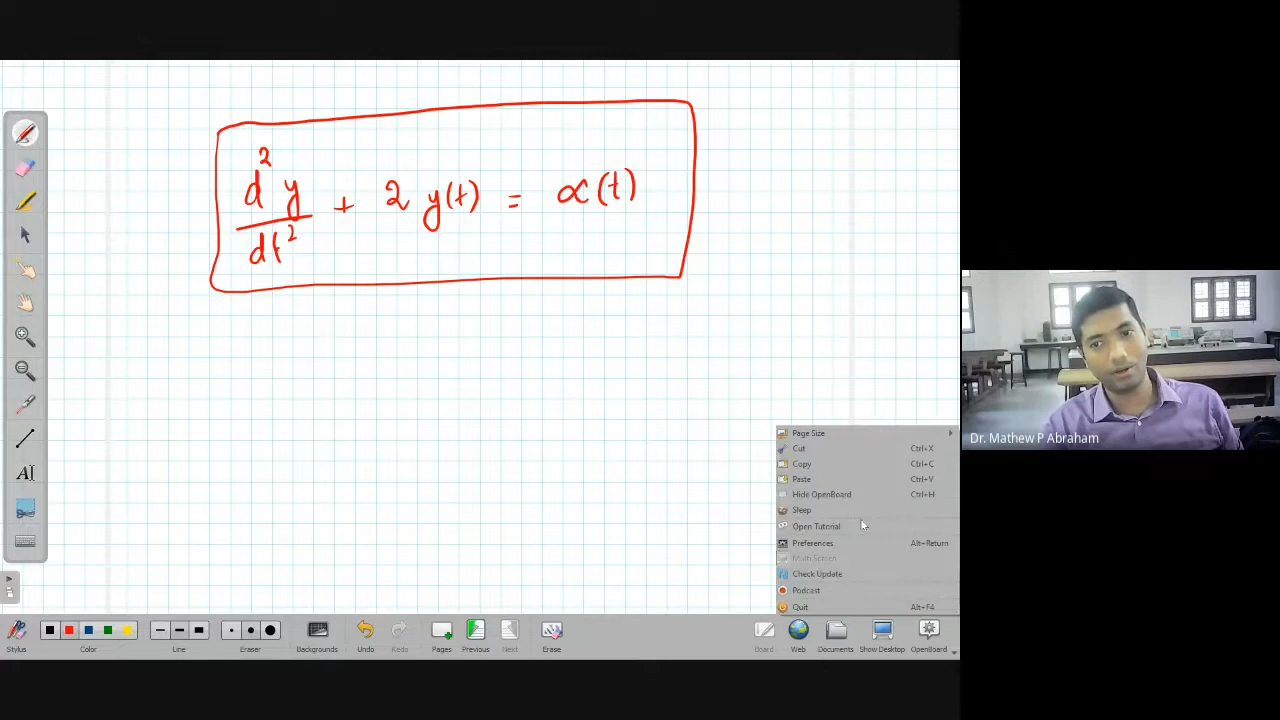 d²y/dt² + 2 y(t) = α(t)
Page Size
Cut Ctrl+X
Copy Ctrl+C
Paste Ctrl+V
Hide OpenBoard Ctrl+H
Sleep
Open Tutorial
Preferences Alt+Return
Multi Screen
Check Update
Podcast
Quit Alt+F4
Dr. Mathew P Abraham
Stylus Color Line Eraser Backgrounds Undo Redo Pages Previous Next Erase Board Web Documents Show Desktop OpenBoard